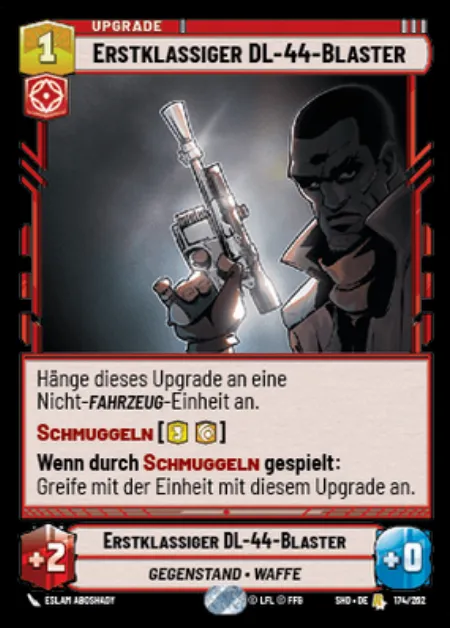 UPGRADE
1
ERSTKLASSIGER DL-44-BLASTER
Hänge dieses Upgrade an eine
Nicht-FAHRZEUG-Einheit an.
SCHMUGGELN [3 ]
Wenn durch SCHMUGGELN gespielt:
Greife mit der Einheit mit diesem Upgrade an.
+2
ERSTKLASSIGER DL-44-BLASTER
+0
GEGENSTAND • WAFFE
ESLAM ABOSHADY
© LFL © FFG
SHD • DE
174/262